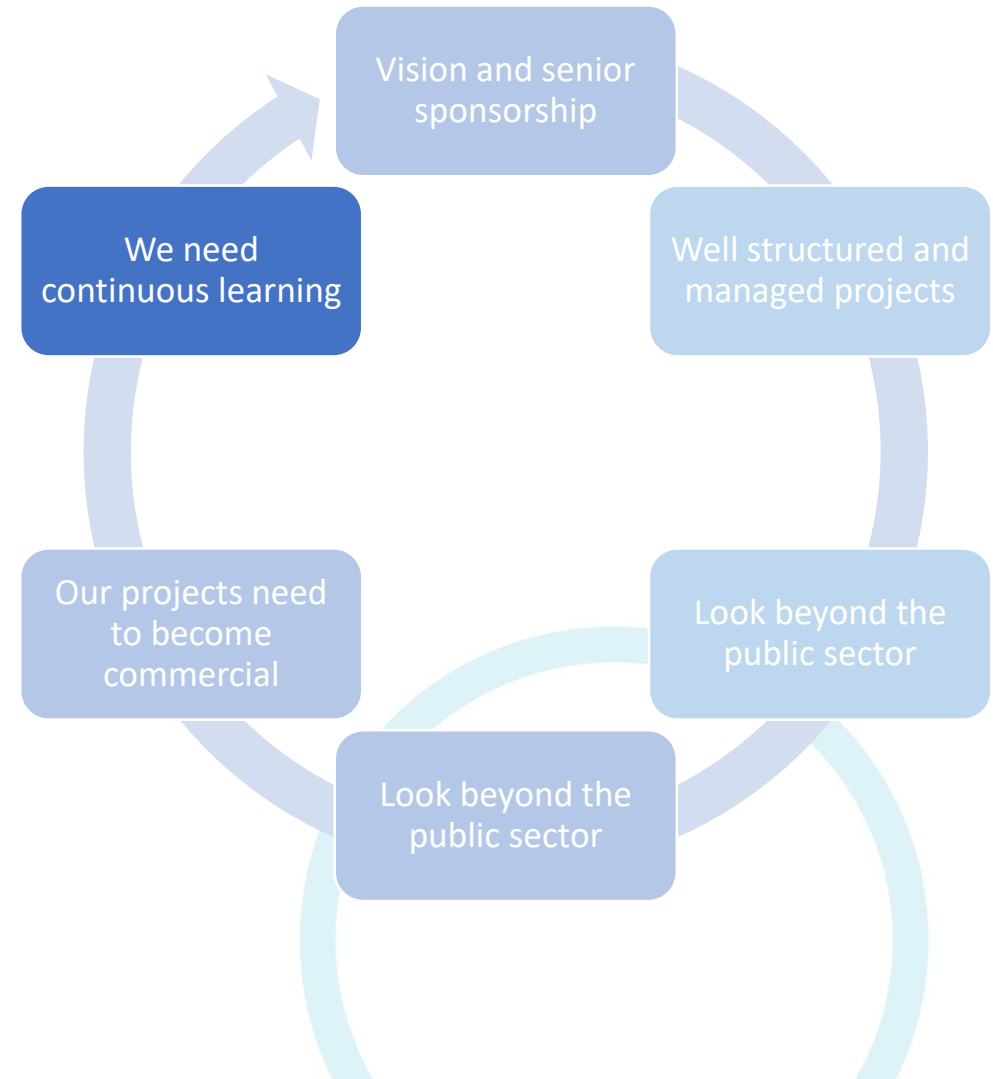 Vision and senior
sponsorship
Well structured and
managed projects
Look beyond the
public sector
Look beyond the
public sector
Our projects need
to become
commercial
We need
continuous learning